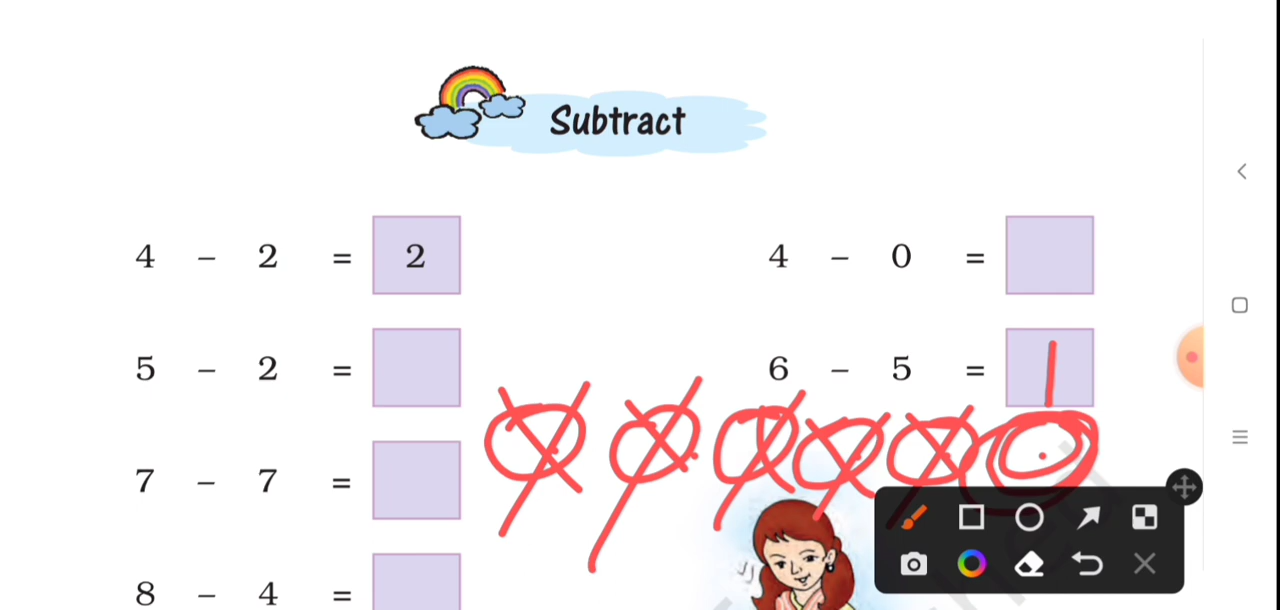 Subtract
4 – 2 = 2 4 – 0 =
5 – 2 = 6 – 5 = 1
7 – 7 =
8 – 4 =